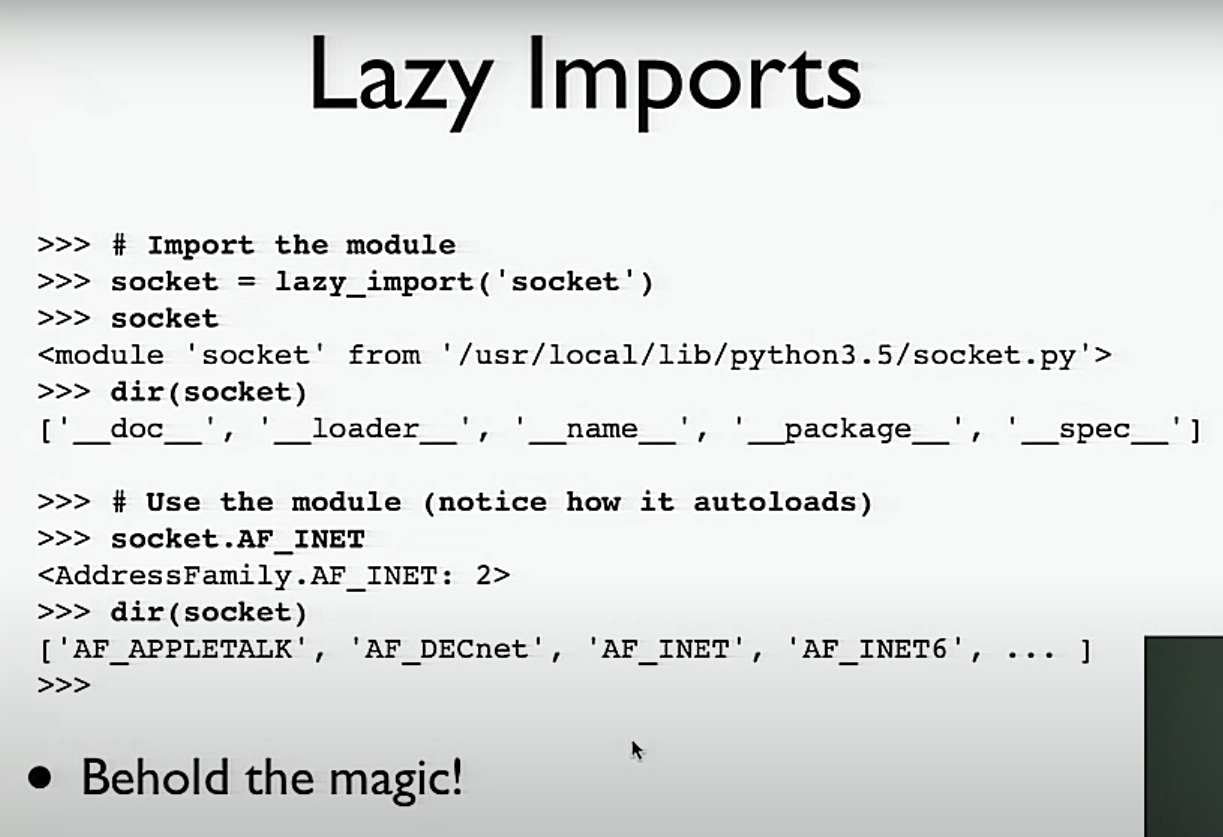 Lazy Imports
>>> # Import the module
>>> socket = lazy_import('socket')
>>> socket
<module 'socket' from '/usr/local/lib/python3.5/socket.py'>
>>> dir(socket)
['__doc__', '__loader__', '__name__', '__package__', '__spec__']
>>> # Use the module (notice how it autoloads)
>>> socket.AF_INET
<AddressFamily.AF_INET: 2>
>>> dir(socket)
['AF_APPLETALK', 'AF_DECnet', 'AF_INET', 'AF_INET6', ... ]
>>>
• Behold the magic!